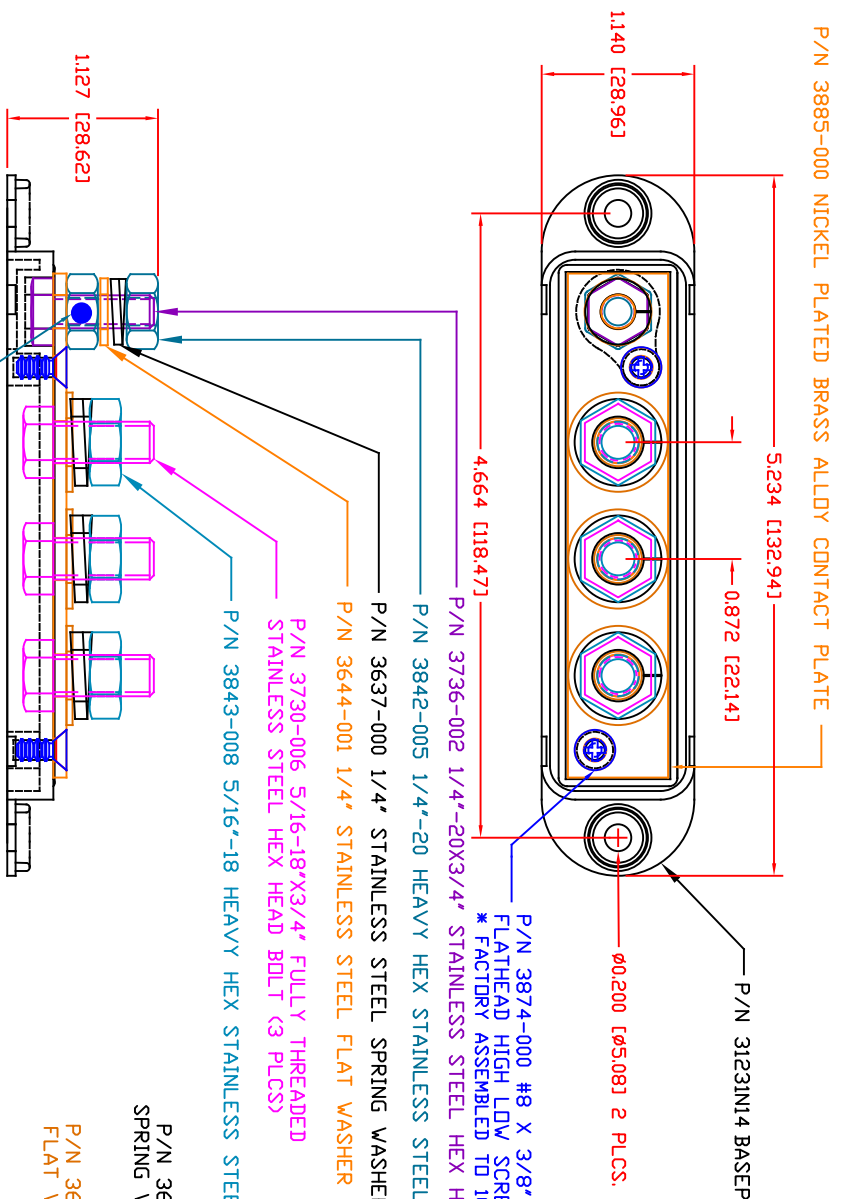 P/N 3885-000 NICKEL PLATED BRASS ALLOY CONTACT PLATE
1.140 [28.96]
5.234 [132.94]
0.872 [22.14]
4.664 [118.47]
ø0.200 [ø5.08] 2 PLCS.
P/N 31231N14 BASEP
P/N 3874-000 #8 X 3/8"
FLATHEAD HIGH LOW SCRE
* FACTORY ASSEMBLED TO 1
P/N 3736-002 1/4"-20X3/4" STAINLESS STEEL HEX H
P/N 3842-005 1/4"-20 HEAVY HEX STAINLESS STEEL
P/N 3637-000 1/4" STAINLESS STEEL SPRING WASHE
P/N 3644-001 1/4" STAINLESS STEEL FLAT WASHER
P/N 3730-006 5/16-18"X3/4" FULLY THREADED
STAINLESS STEEL HEX HEAD BOLT (3 PLCS)
P/N 3843-008 5/16"-18 HEAVY HEX STAINLESS STEE
1.127 [28.62]
P/N 36
SPRING
P/N 36
FLAT